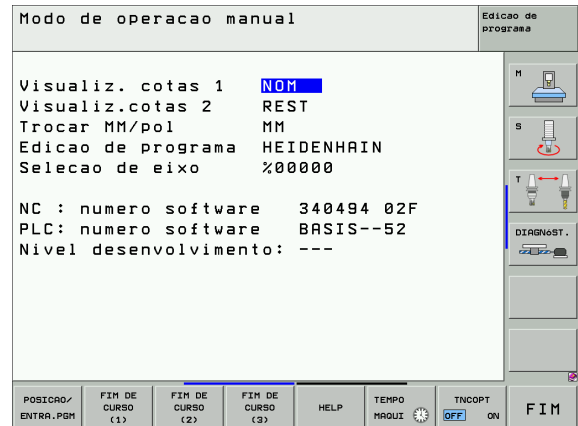 Modo de operacao manual
Edicao de
programa
Visualiz. cotas 1 NOM
Visualiz.cotas 2 REST
Trocar MM/pol MM
Edicao de programa HEIDENHAIN
Selecao de eixo %00000
NC : numero software 340494 02F
PLC: numero software BASIS--52
Nivel desenvolvimento: ---
M
S
T
DIAGNóST.
POSICAO/
ENTRA.PGM
FIM DE
CURSO
(1)
FIM DE
CURSO
(2)
FIM DE
CURSO
(3)
HELP
TEMPO
MAQUI
TNCOPT
OFF ON
FIM